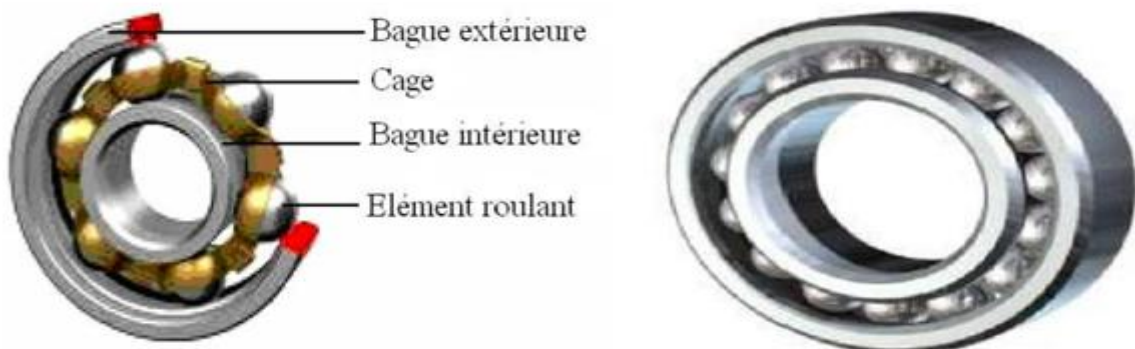 Bague extérieure
Cage
Bague intérieure
Elément roulant